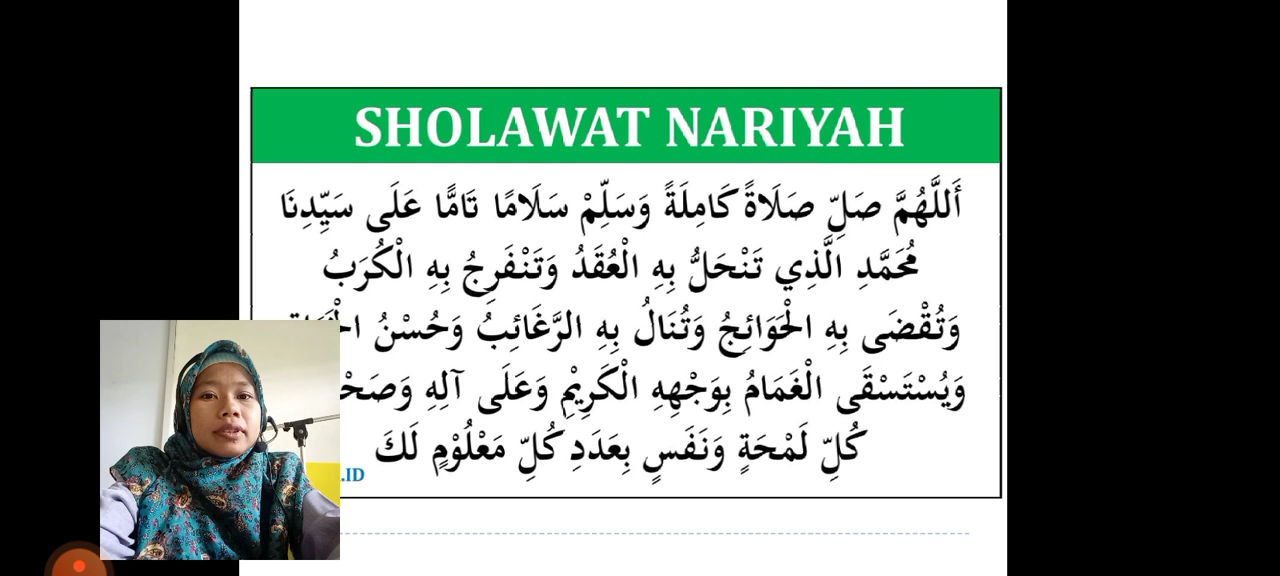 SHOLAWAT NARIYAH
أَللَّهُمَّ صَلِّ صَلَاةً كَامِلَةً وَسَلِّمْ سَلَامًا تَامًّا عَلَى سَيِّدِنَا
مُحَمَّدِ الَّذِي تَنْحَلُّ بِهِ الْعُقَدُ وَتَنْفَرِجُ بِهِ الْكُرَبُ
وَتُقْضَى بِهِ الْحَوَائِجُ وَتُنَالُ بِهِ الرَّغَائِبُ وَحُسْنُ
وَيُسْتَسْقَى الْغَمَامُ بِوَجْهِهِ الْكَرِيْمِ وَعَلَى آلِهِ
كُلِّ لَمْحَةٍ وَنَفَسٍ بِعَدَدِ كُلِّ مَعْلُوْمٍ لَكَ
.ID